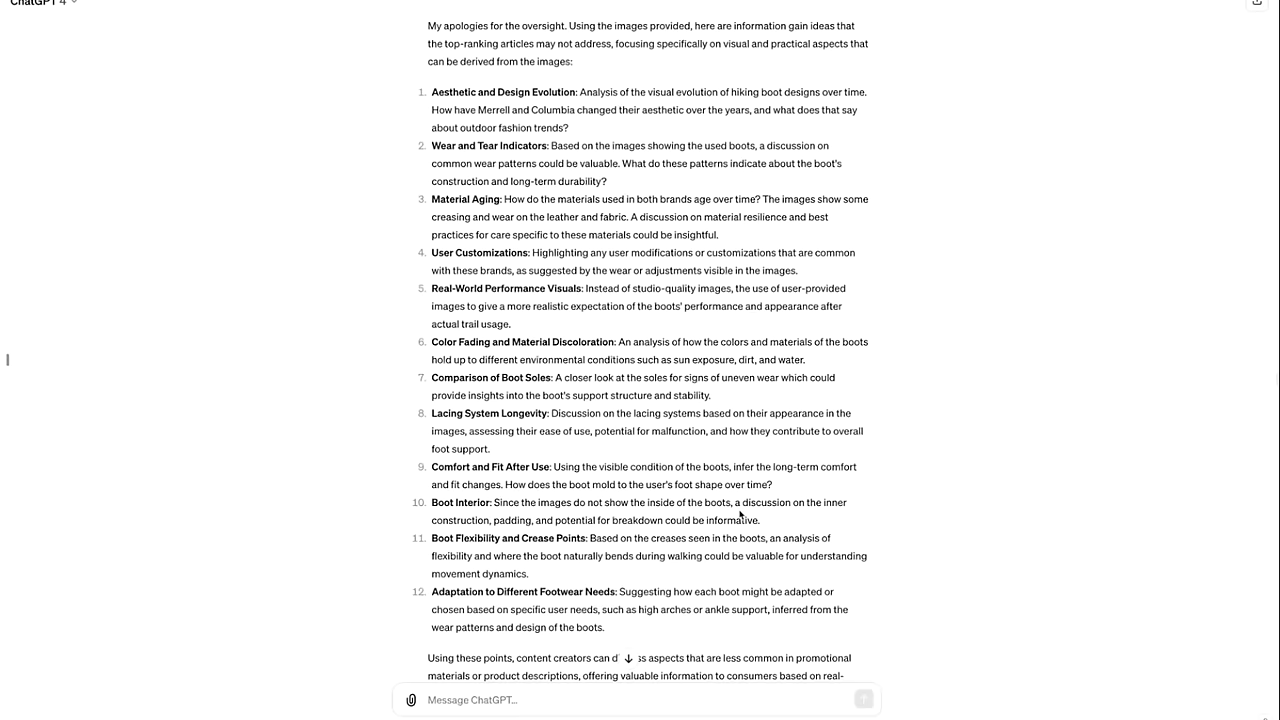 ChatGPT 4
My apologies for the oversight. Using the images provided, here are information gain ideas that
the top-ranking articles may not address, focusing specifically on visual and practical aspects that
can be derived from the images:
1. Aesthetic and Design Evolution: Analysis of the visual evolution of hiking boot designs over time.
How have Merrell and Columbia changed their aesthetic over the years, and what does that say
about outdoor fashion trends?
2. Wear and Tear Indicators: Based on the images showing the used boots, a discussion on
common wear patterns could be valuable. What do these patterns indicate about the boot's
construction and long-term durability?
3. Material Aging: How do the materials used in both brands age over time? The images show some
creasing and wear on the leather and fabric. A discussion on material resilience and best
practices for care specific to these materials could be insightful.
4. User Customizations: Highlighting any user modifications or customizations that are common
with these brands, as suggested by the wear or adjustments visible in the images.
5. Real-World Performance Visuals: Instead of studio-quality images, the use of user-provided
images to give a more realistic expectation of the boots' performance and appearance after
actual trail usage.
6. Color Fading and Material Discoloration: An analysis of how the colors and materials of the boots
hold up to different environmental conditions such as sun exposure, dirt, and water.
7. Comparison of Boot Soles: A closer look at the soles for signs of uneven wear which could
provide insights into the boot's support structure and stability.
8. Lacing System Longevity: Discussion on the lacing systems based on their appearance in the
images, assessing their ease of use, potential for malfunction, and how they contribute to overall
foot support.
9. Comfort and Fit After Use: Using the visible condition of the boots, infer the long-term comfort
and fit changes. How does the boot mold to the user's foot shape over time?
10. Boot Interior: Since the images do not show the inside of the boots, a discussion on the inner
construction, padding, and potential for breakdown could be informative.
11. Boot Flexibility and Crease Points: Based on the creases seen in the boots, an analysis of
flexibility and where the boot naturally bends during walking could be valuable for understanding
movement dynamics.
12. Adaptation to Different Footwear Needs: Suggesting how each boot might be adapted or
chosen based on specific user needs, such as high arches or ankle support, inferred from the
wear patterns and design of the boots.
Using these points, content creators can d ss aspects that are less common in promotional
materials or product descriptions, offering valuable information to consumers based on real-
Message ChatGPT...